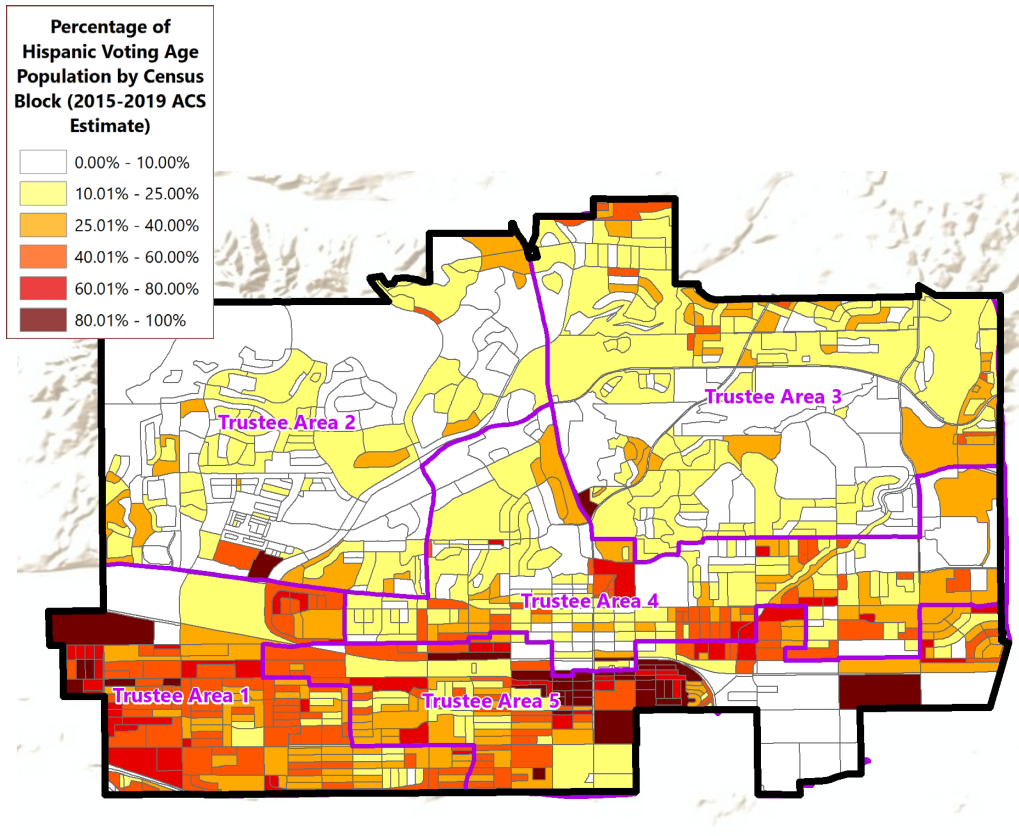 Percentage of
Hispanic Voting Age
Population by Census
Block (2015-2019 ACS
Estimate)
0.00% - 10.00%
10.01% - 25.00%
25.01% - 40.00%
40.01% - 60.00%
60.01% - 80.00%
80.01% - 100%
Trustee Area 3
Trustee Area 2
Trustee Area 4
Trustee Area 1
Trustee Area 5